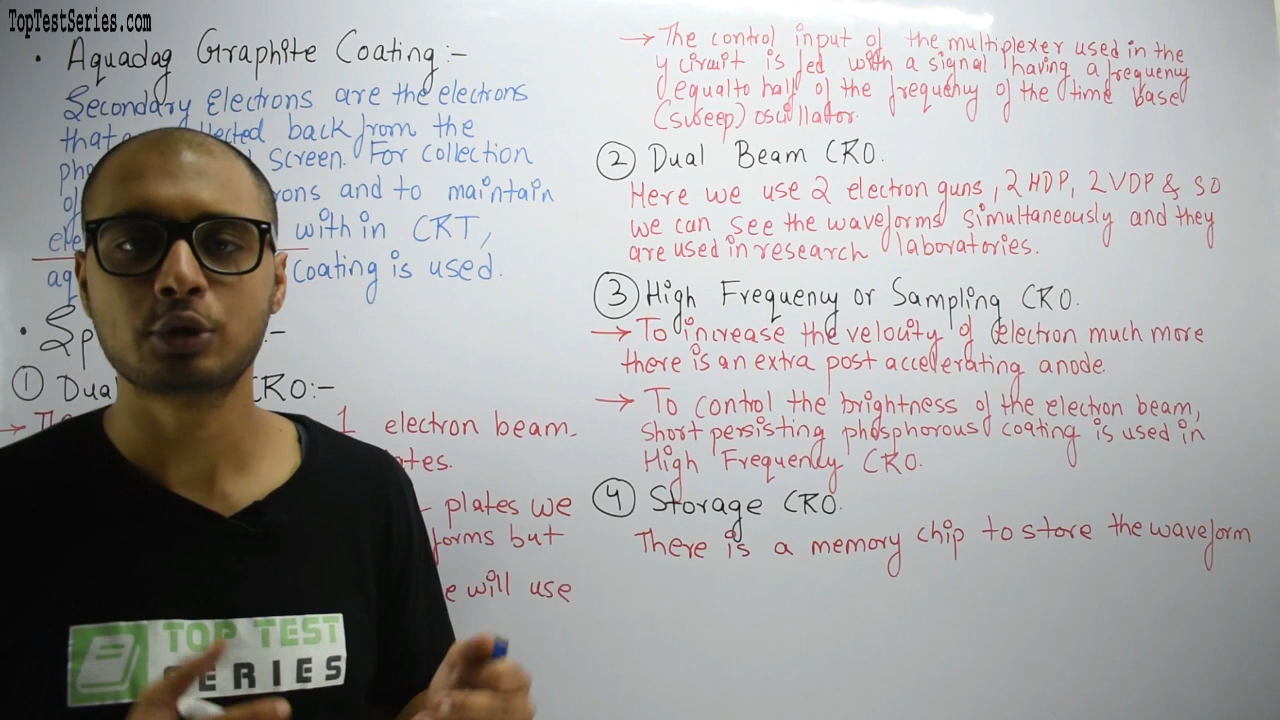 TopTestSeries.com
• Aquadag Graphite Coating :-
Secondary electrons are the electrons
that back from the
screen. For collection
and to maintain
with in CRT,
coating is used.
:-
① CRO:-
→ 1 electron beam.
plates we
but
will use
TOP TEST
SERIES
→ The control input of the multiplexer used in the
y circuit is fed with a signal having a frequency
equal to half of the frequency of the time base
(sweep) oscillator.
② Dual Beam CRO.
Here we use 2 electron guns, 2 HDP, 2 VDP & so
we can see the waveforms simultaneously and they
are used in research laboratories.
③ High Frequency or Sampling CRO.
→ To increase the velocity of electron much more
there is an extra post accelerating anode
→ To control the brightness of the electron beam,
short persisting phosphorous coating is used in
High Frequency CRO.
④ Storage CRO.
There is a memory chip to store the waveform